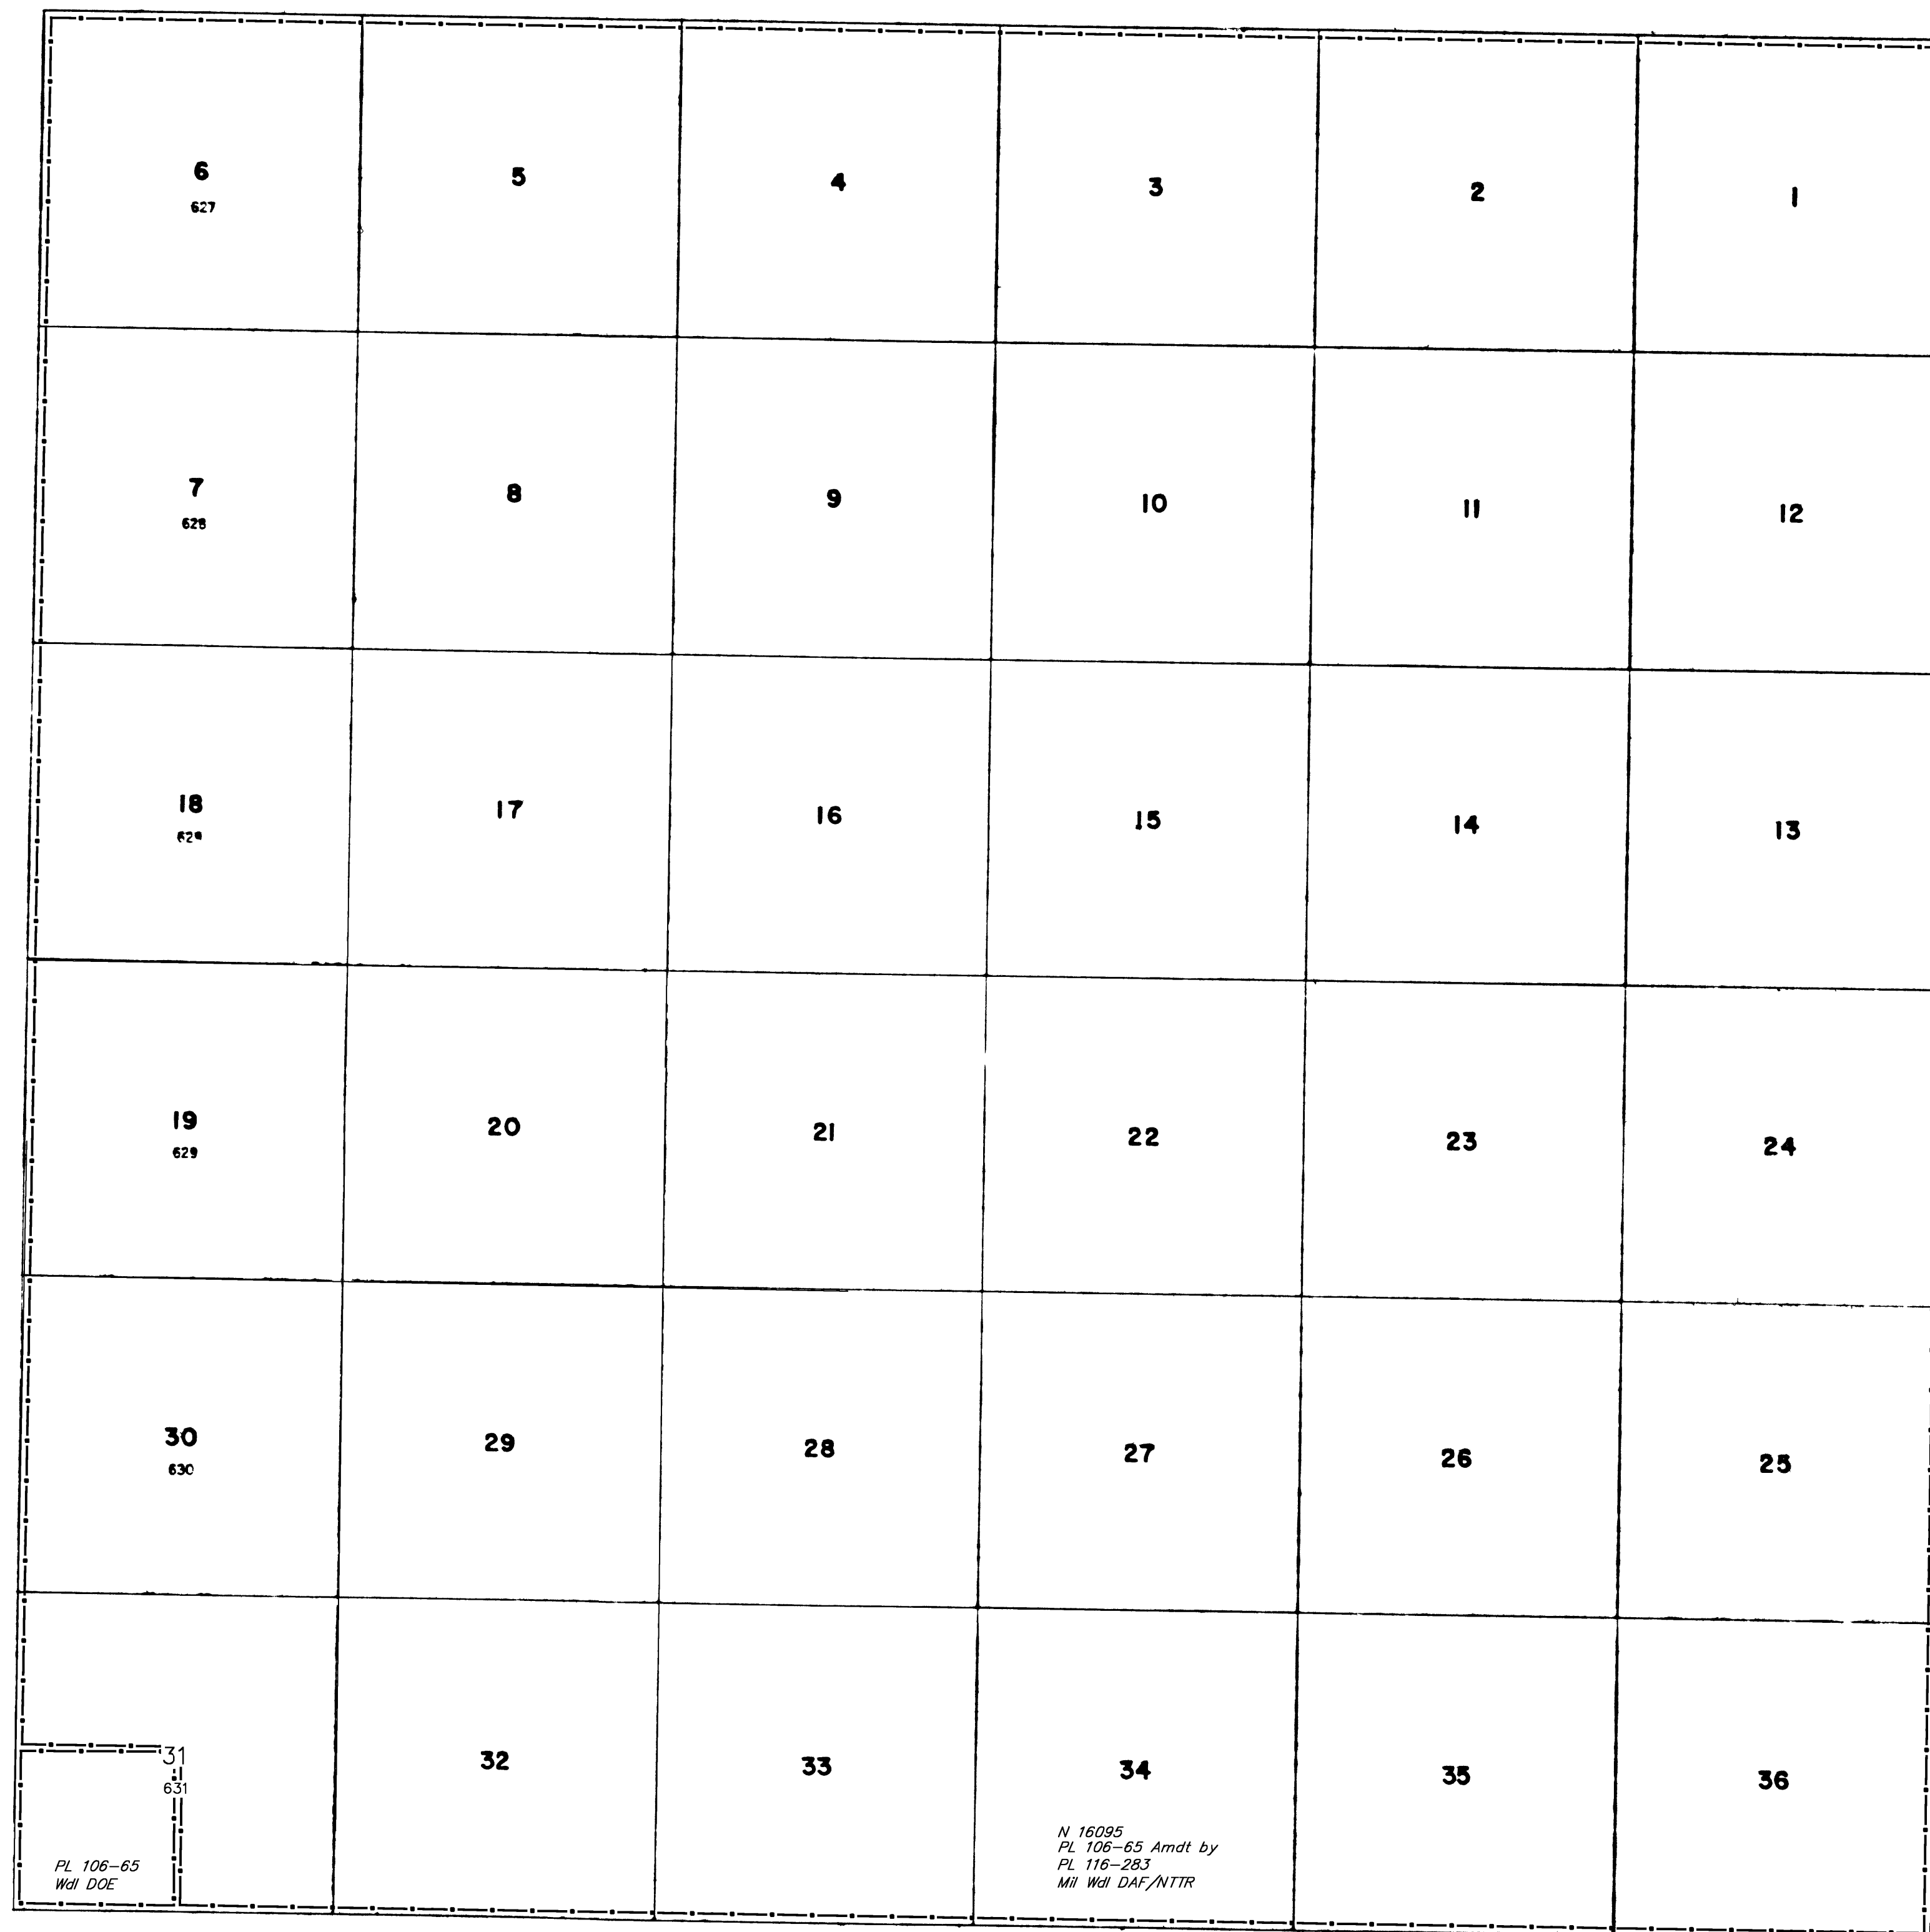 6 5 4 3 2 1
627
7 8 9 10 11 12
628
18 17 16 15 14 13
629
19 20 21 22 23 24
629
30 29 28 27 26 25
630
31 32 33 34 35 36
631
PL 106-65
Wdl DOE
N 16095
PL 106-65 Amdt by
PL 116-283
Mil Wdl DAF/NTTR